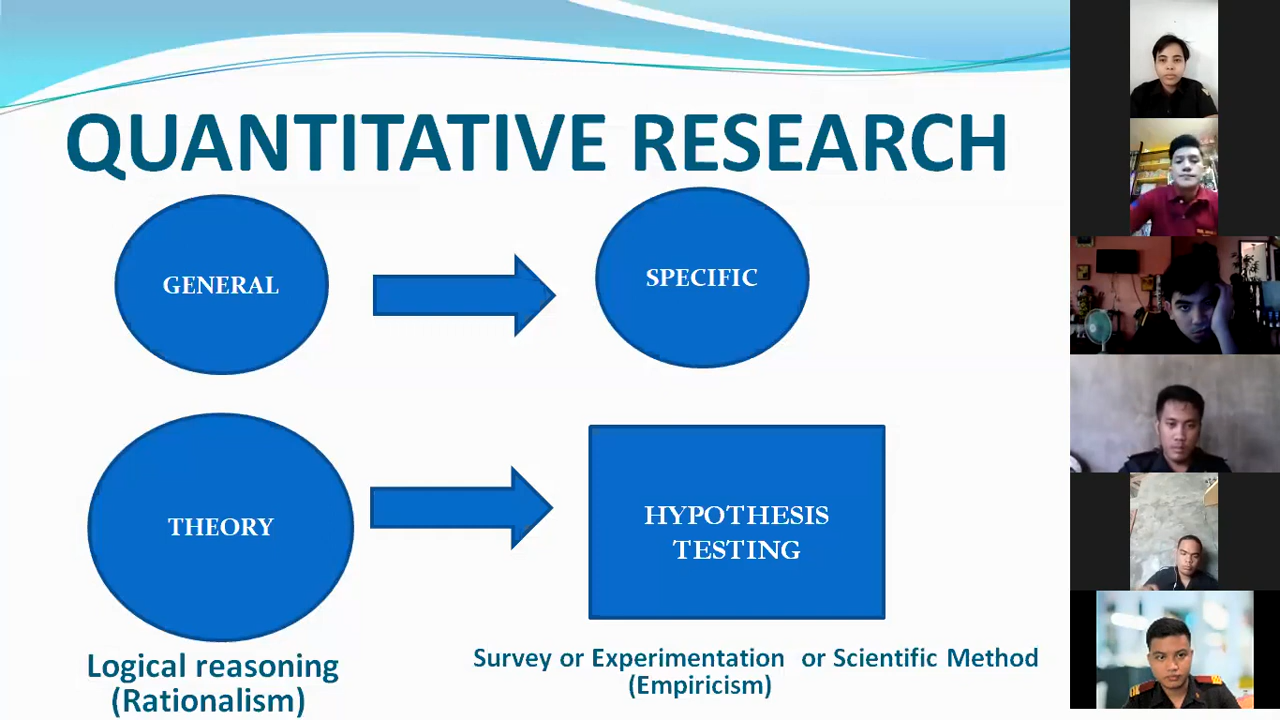 QUANTITATIVE RESEARCH
GENERAL
SPECIFIC
THEORY
HYPOTHESIS
TESTING
Logical reasoning
(Rationalism)
Survey or Experimentation or Scientific Method
(Empiricism)